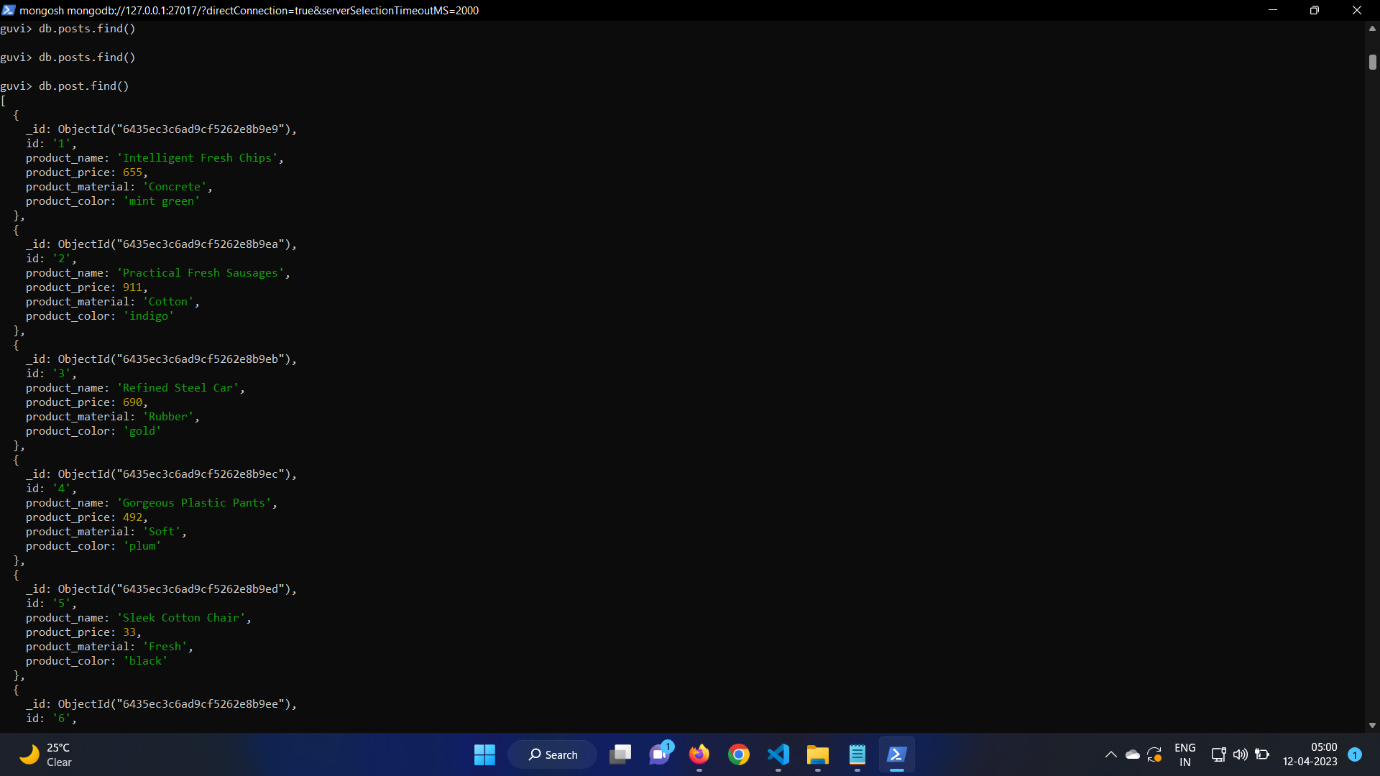 mongosh mongodb://127.0.0.1:27017/?directConnection=true&serverSelectionTimeoutMS=2000
guvi> db.posts.find()
guvi> db.posts.find()
guvi> db.post.find()
[
  {
    _id: ObjectId("6435ec3c6ad9cf5262e8b9e9"),
    id: '1',
    product_name: 'Intelligent Fresh Chips',
    product_price: 655,
    product_material: 'Concrete',
    product_color: 'mint green'
  },
  {
    _id: ObjectId("6435ec3c6ad9cf5262e8b9ea"),
    id: '2',
    product_name: 'Practical Fresh Sausages',
    product_price: 911,
    product_material: 'Cotton',
    product_color: 'indigo'
  },
  {
    _id: ObjectId("6435ec3c6ad9cf5262e8b9eb"),
    id: '3',
    product_name: 'Refined Steel Car',
    product_price: 690,
    product_material: 'Rubber',
    product_color: 'gold'
  },
  {
    _id: ObjectId("6435ec3c6ad9cf5262e8b9ec"),
    id: '4',
    product_name: 'Gorgeous Plastic Pants',
    product_price: 492,
    product_material: 'Soft',
    product_color: 'plum'
  },
  {
    _id: ObjectId("6435ec3c6ad9cf5262e8b9ed"),
    id: '5',
    product_name: 'Sleek Cotton Chair',
    product_price: 33,
    product_material: 'Fresh',
    product_color: 'black'
  },
  {
    _id: ObjectId("6435ec3c6ad9cf5262e8b9ee"),
    id: '6',
25°C
Clear
Search
1
ENG
IN
05:00
12-04-2023
1